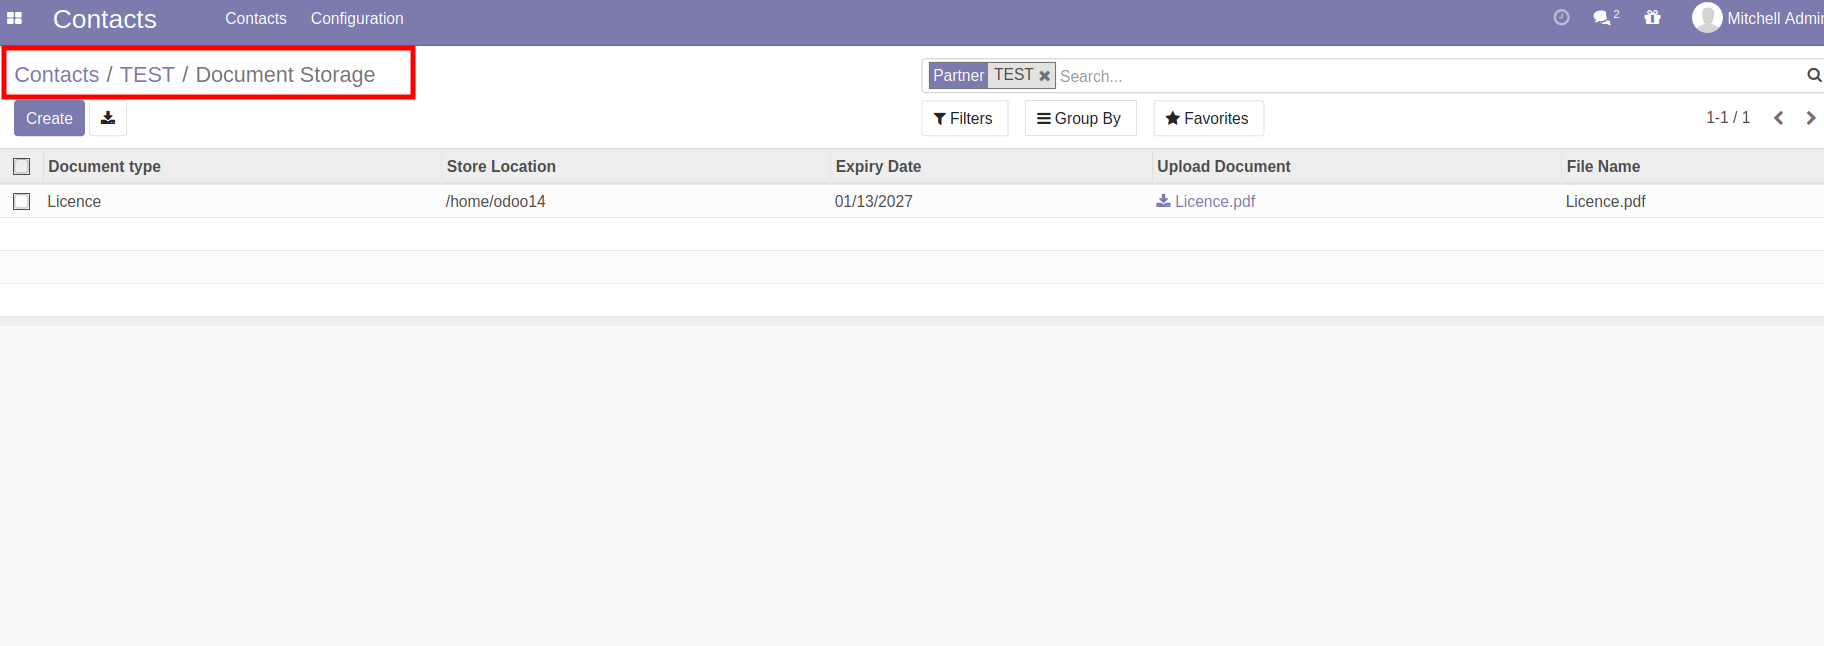 Contacts Contacts Configuration 2 Mitchell Admin
Contacts / TEST / Document Storage Partner TEST Search...
Create Filters Group By Favorites 1-1 / 1
Document type Store Location Expiry Date Upload Document File Name
Licence /home/odoo14 01/13/2027 Licence.pdf Licence.pdf